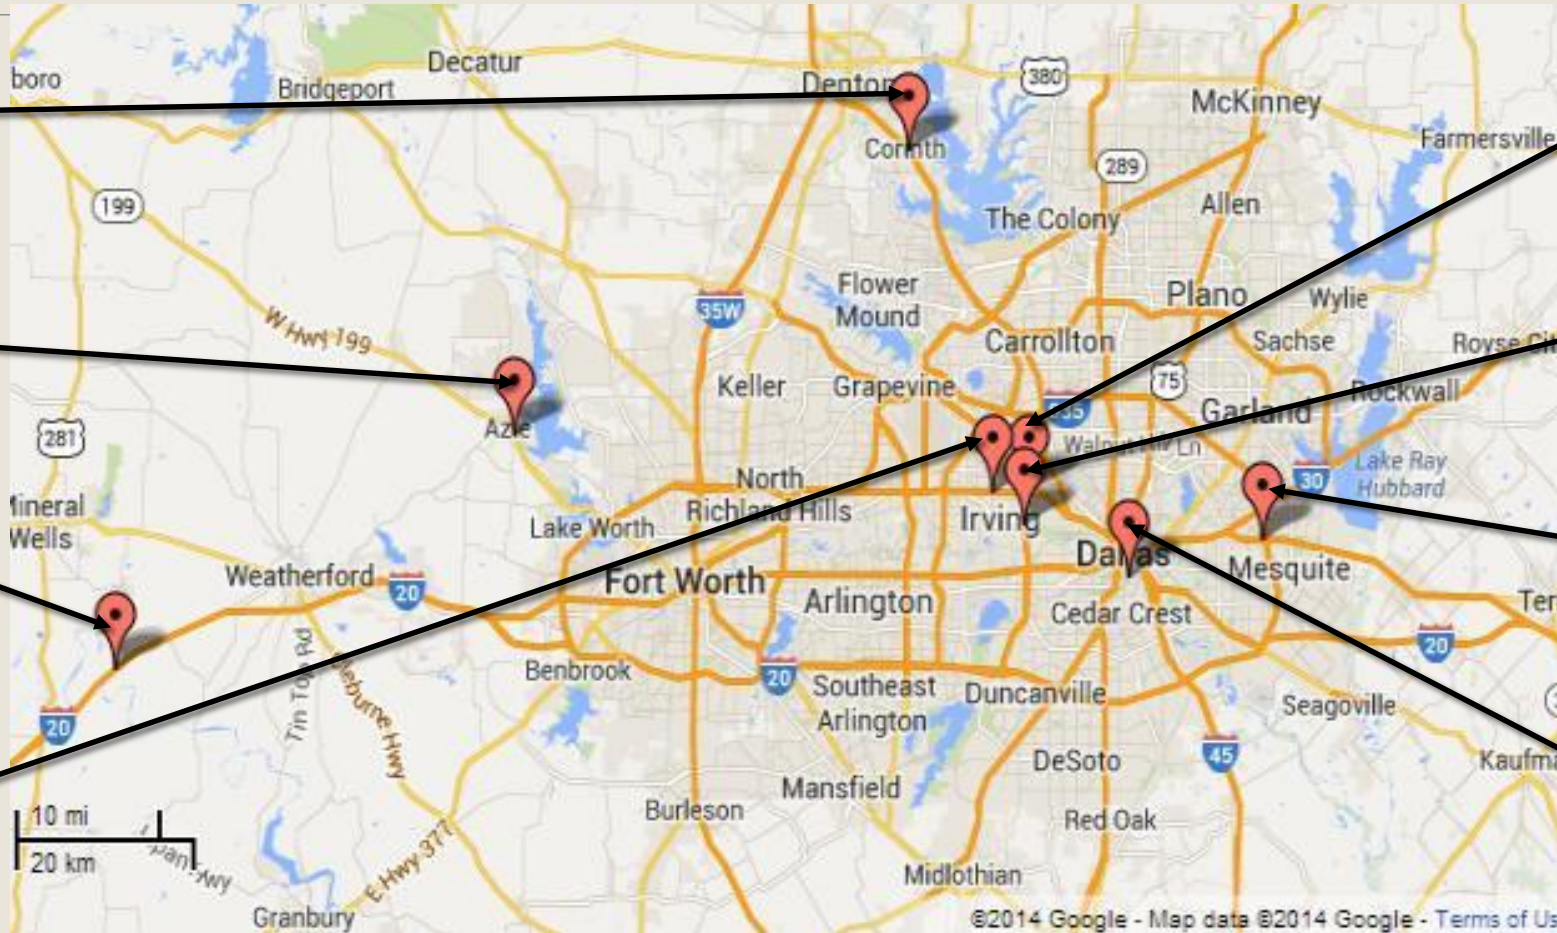 Decatur
boro
Bridgeport
Denton
380
McKinney
Farmersville
Corinth
289
199
Allen
The Colony
Flower
Mound
Plano
Wylie
35W
W Hwy 199
Carrollton
Sachse
Royse
75
Keller
Grapevine
Rockwall
Garland
Azle
281
Lake Ray
Hubbard
30
North
Richland Hills
Mineral
Wells
Lake Worth
Irving
Dallas
Mesquite
Weatherford
20
Fort Worth
Arlington
Cedar Crest
Ter
20
Benbrook
20
Southeast
Arlington
Duncanville
Seagoville
Tin Top Rd
Cleburne Hwy
20
45
DeSoto
Kaufma
Mansfield
Burleson
Red Oak
10 mi
20 km
E Hwy 377
Midlothian
Granbury
©2014 Google - Map data ©2014 Google - Terms of Us